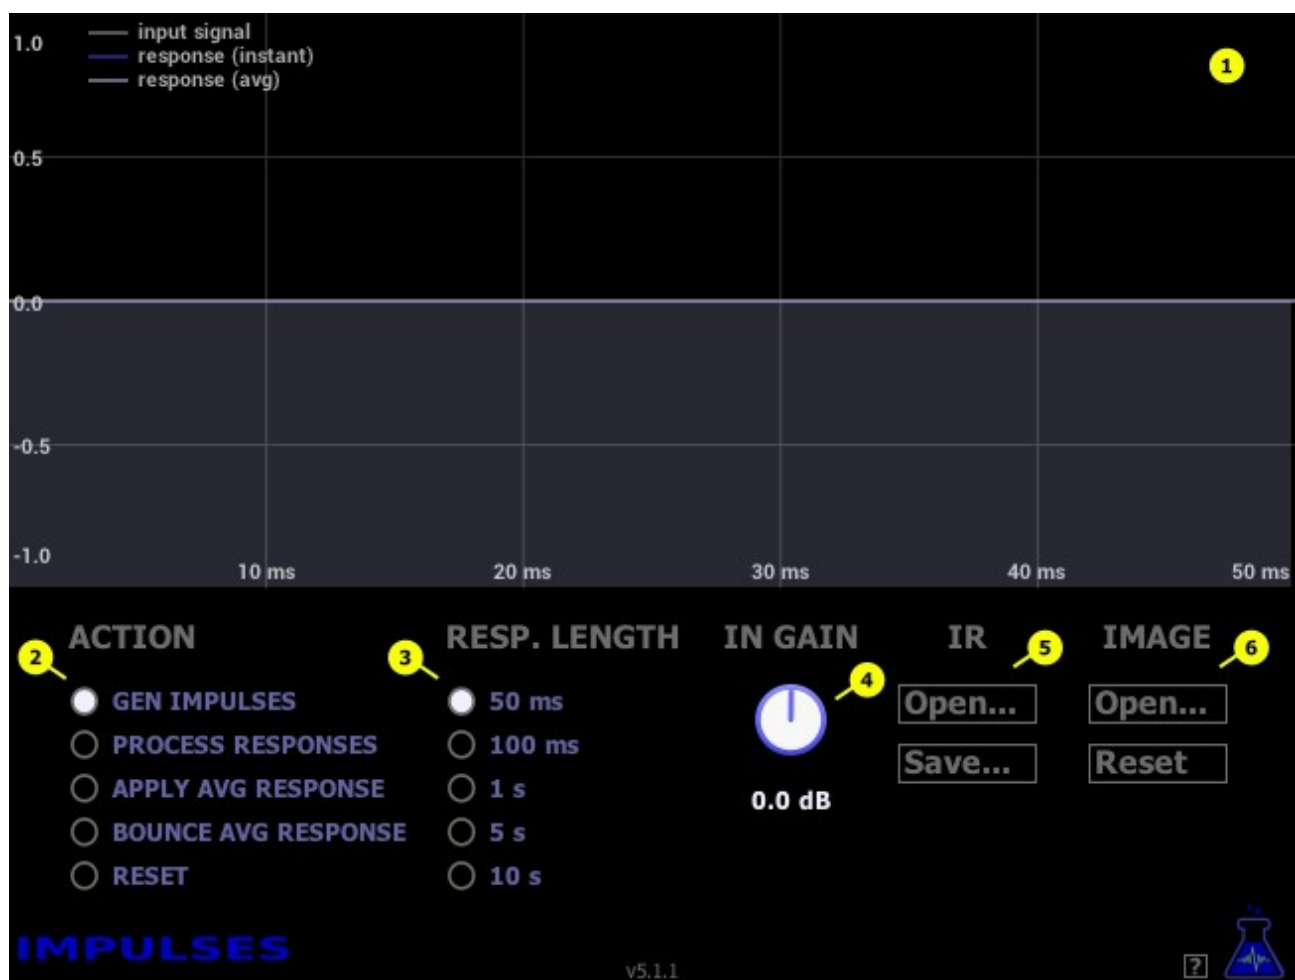 input signal
response (instant)
response (avg)
1.0
1
0.5
0.0
-0.5
-1.0
10 ms
20 ms
30 ms
40 ms
50 ms
2
ACTION
GEN IMPULSES
PROCESS RESPONSES
APPLY AVG RESPONSE
BOUNCE AVG RESPONSE
RESET
3
RESP. LENGTH
50 ms
100 ms
1 s
5 s
10 s
IN GAIN
4
0.0 dB
IR
5
Open...
Save...
IMAGE
6
Open...
Reset
IMPULSES
v5.1.1
?